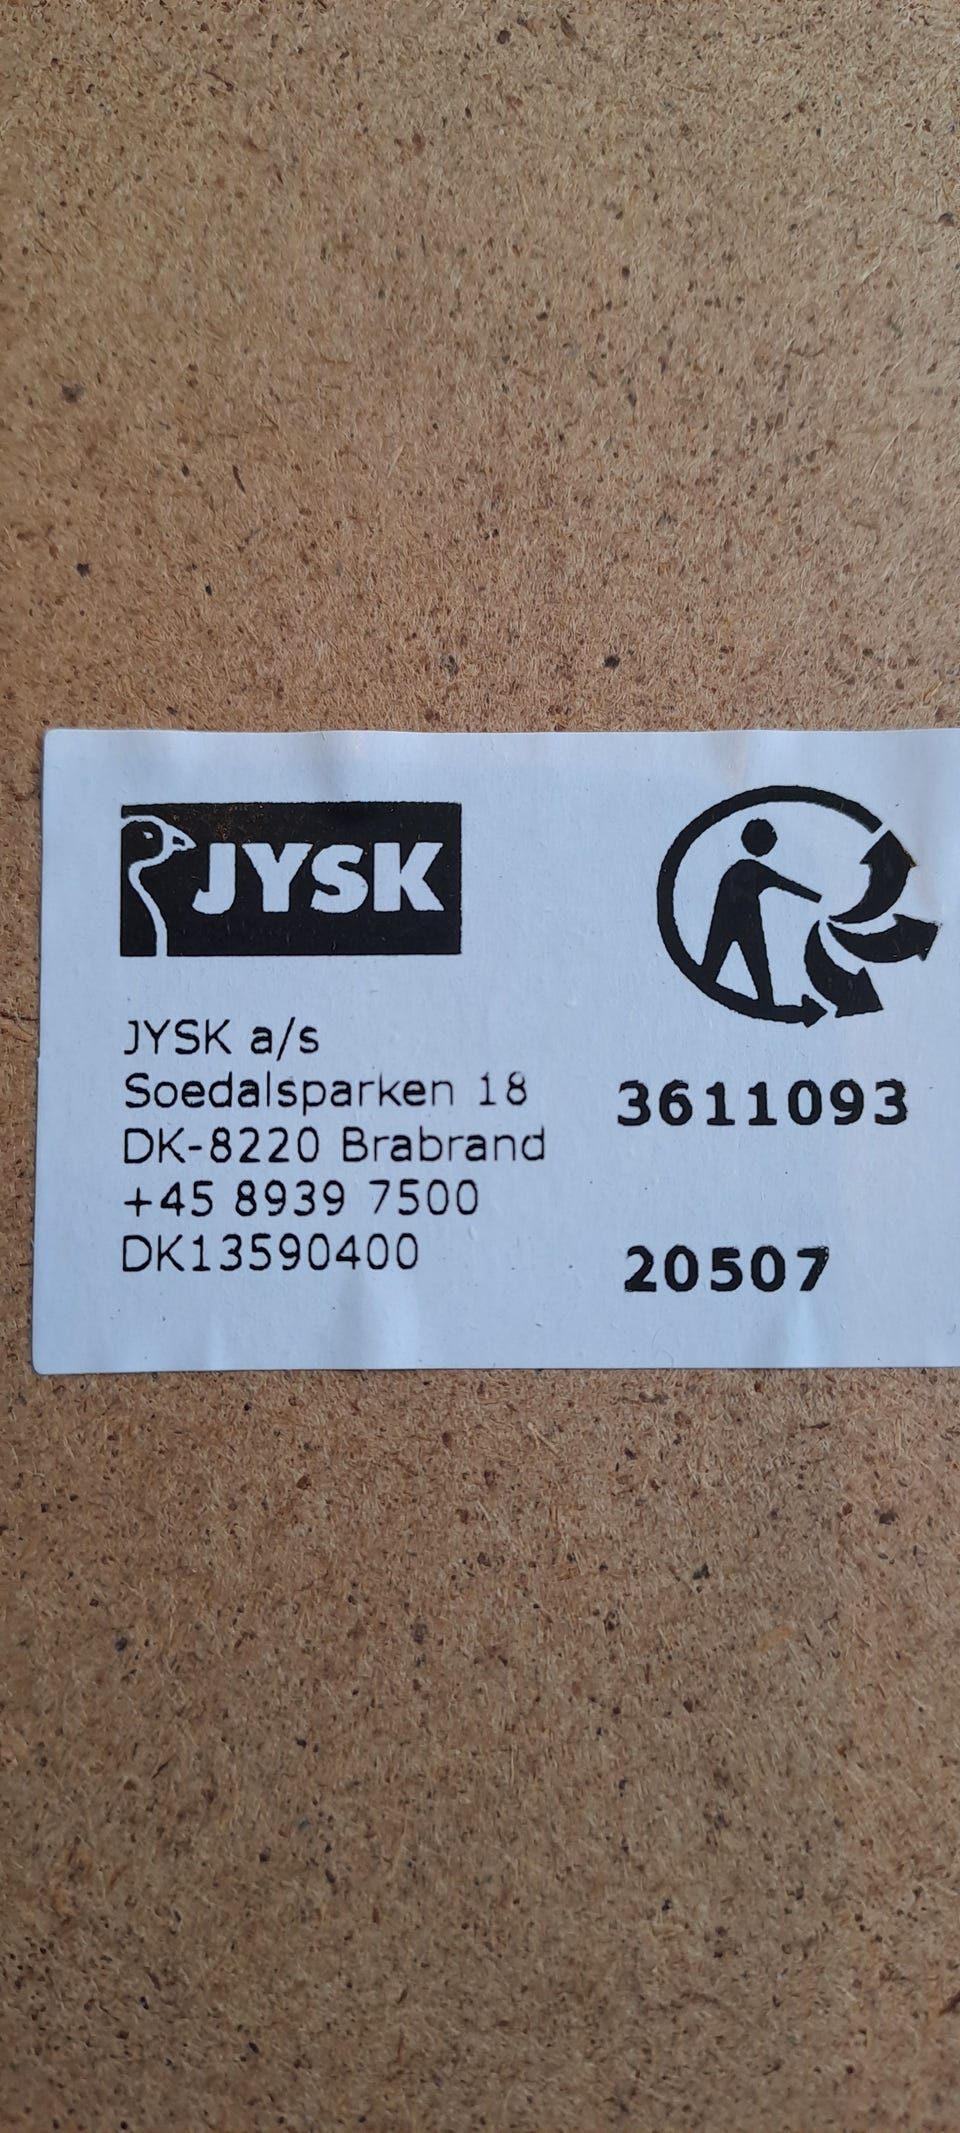 JYSK
JYSK a/s
Soedalsparken 18
DK-8220 Brabrand
+45 8939 7500
DK13590400
3611093
20507